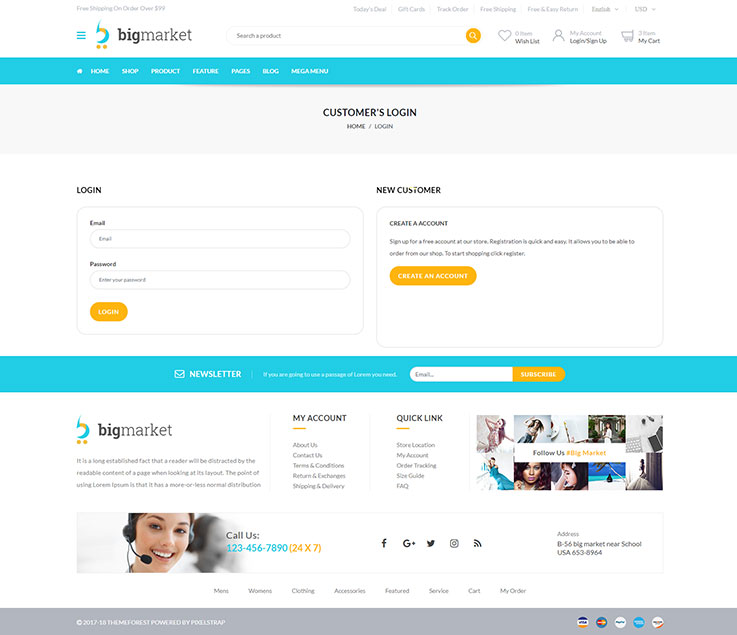 Free Shipping On Order Over $99
Today's Deal Gift Cards Track Order Free Shipping Free & Easy Return English USD
bigmarket
Search a product
0 Item
Wish List
My Account
Login/Sign Up
3 Item
My Cart
HOME SHOP PRODUCT FEATURE PAGES BLOG MEGA MENU
CUSTOMER'S LOGIN
HOME / LOGIN
LOGIN
Email
Email
Password
Enter your password
LOGIN
NEW CUSTOMER
CREATE A ACCOUNT
Sign up for a free account at our store. Registration is quick and easy. It allows you to be able to
order from our shop. To start shopping click register.
CREATE AN ACCOUNT
NEWSLETTER
If you are going to use a passage of Lorem you need.
Email...
SUBSCRIBE
bigmarket
It is a long established fact that a reader will be distracted by the
readable content of a page when looking at its layout. The point of
using Lorem Ipsum is that it has a more-or-less normal distribution
MY ACCOUNT
About Us
Contact Us
Terms & Conditions
Return & Exchanges
Shipping & Delivery
QUICK LINK
Store Location
My Account
Order Tracking
Size Guide
FAQ
Follow Us #Big Market
Call Us:
123-456-7890 (24 X 7)
G+
Address
B-56 big market near School
USA 653-8964
Mens Womens Clothing Accessories Featured Service Cart My Order
© 2017-18 THEMEFOREST POWERED BY PIXELSTRAP
VISA